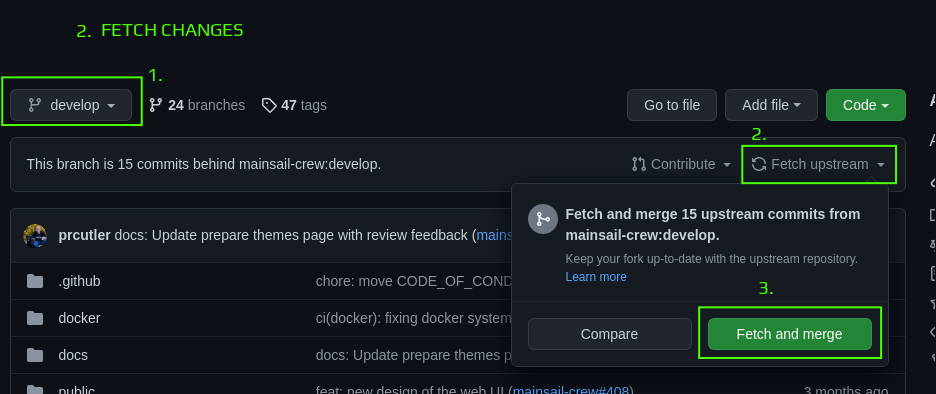 2. FETCH CHANGES
1.
develop
24 branches
47 tags
Go to file
Add file
Code
2.
This branch is 15 commits behind mainsail-crew:develop.
Contribute
Fetch upstream
Fetch and merge 15 upstream commits from
mainsail-crew:develop.
prcutler docs: Update prepare themes page with review feedback (mains
Keep your fork up-to-date with the upstream repository.
Learn more
.github
chore: move CODE_OF_COND
3.
docker
ci(docker): fixing docker system
Compare
Fetch and merge
docs
docs: Update prepare themes p
public
feat: new design of the web UI (mainsail-crew#408)
3 months ago